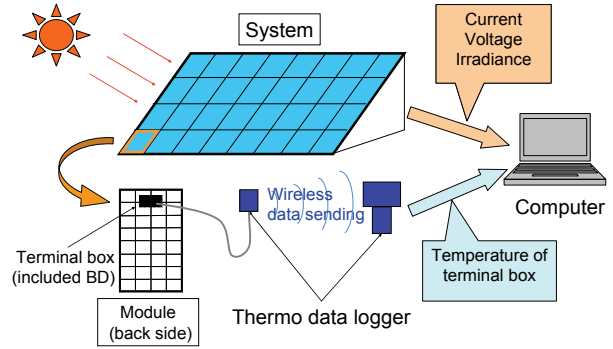 System
Current
Voltage
Irradiance
Wireless
data sending
Computer
Terminal box
(included BD)
Temperature of
terminal box
Module
(back side)
Thermo data logger